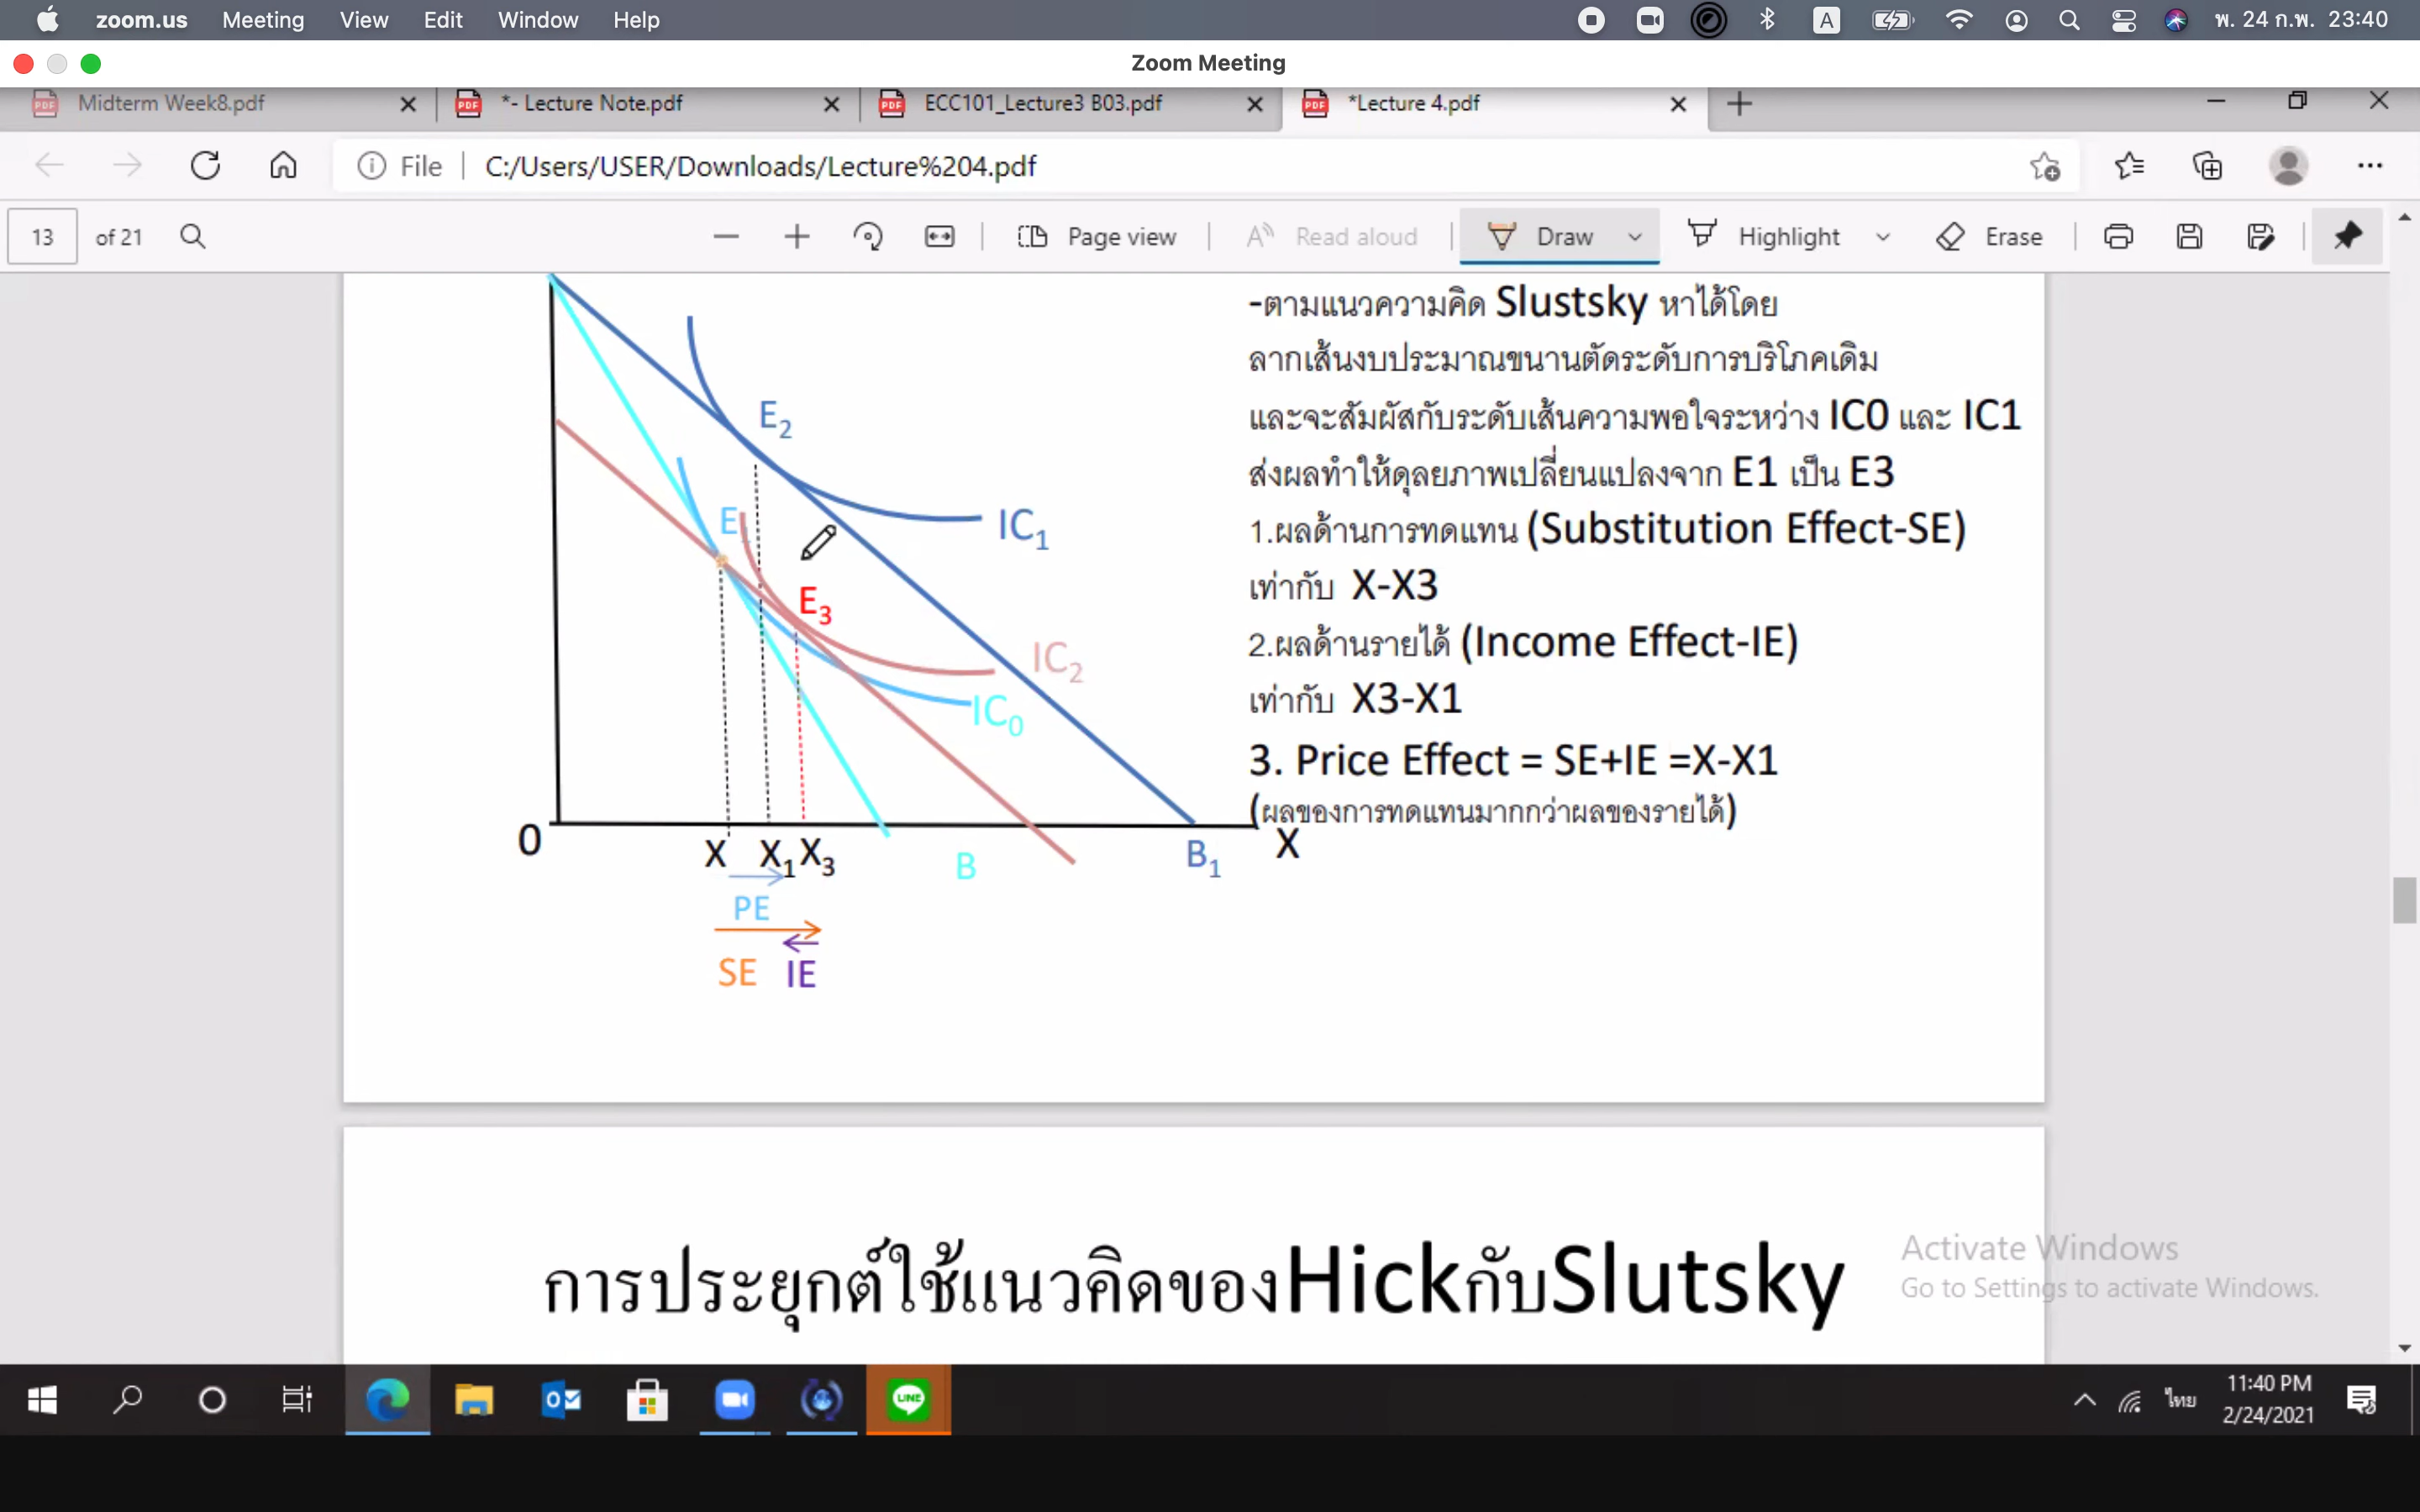 zoom.us Meeting View Edit Window Help
A
พ. 24 ก.พ. 23:40
Zoom Meeting
PDF Midterm Week8.pdf
PDF *- Lecture Note.pdf
PDF ECC101_Lecture3 B03.pdf
PDF *Lecture 4.pdf
File C:/Users/USER/Downloads/Lecture%204.pdf
13 of 21
Page view
Read aloud
Draw
Highlight
Erase
E2
E1
E3
IC1
IC2
IC0
0
X X1 X3
B
B1
X
PE
SE IE
-ตามแนวความคิด Slustsky หาได้โดย
ลากเส้นงบประมาณขนานตัดระดับการบริโภคเดิม
และจะสัมผัสกับระดับเส้นความพอใจระหว่าง IC0 และ IC1
ส่งผลทำให้ดุลยภาพเปลี่ยนแปลงจาก E1 เป็น E3
1.ผลด้านการทดแทน (Substitution Effect-SE)
เท่ากับ X-X3
2.ผลด้านรายได้ (Income Effect-IE)
เท่ากับ X3-X1
3. Price Effect = SE+IE =X-X1
(ผลของการทดแทนมากกว่าผลของรายได้)
การประยุกต์ใช้แนวคิดของHickกับSlutsky
Activate Windows
Go to Settings to activate Windows.
LINE
ไทย
11:40 PM
2/24/2021